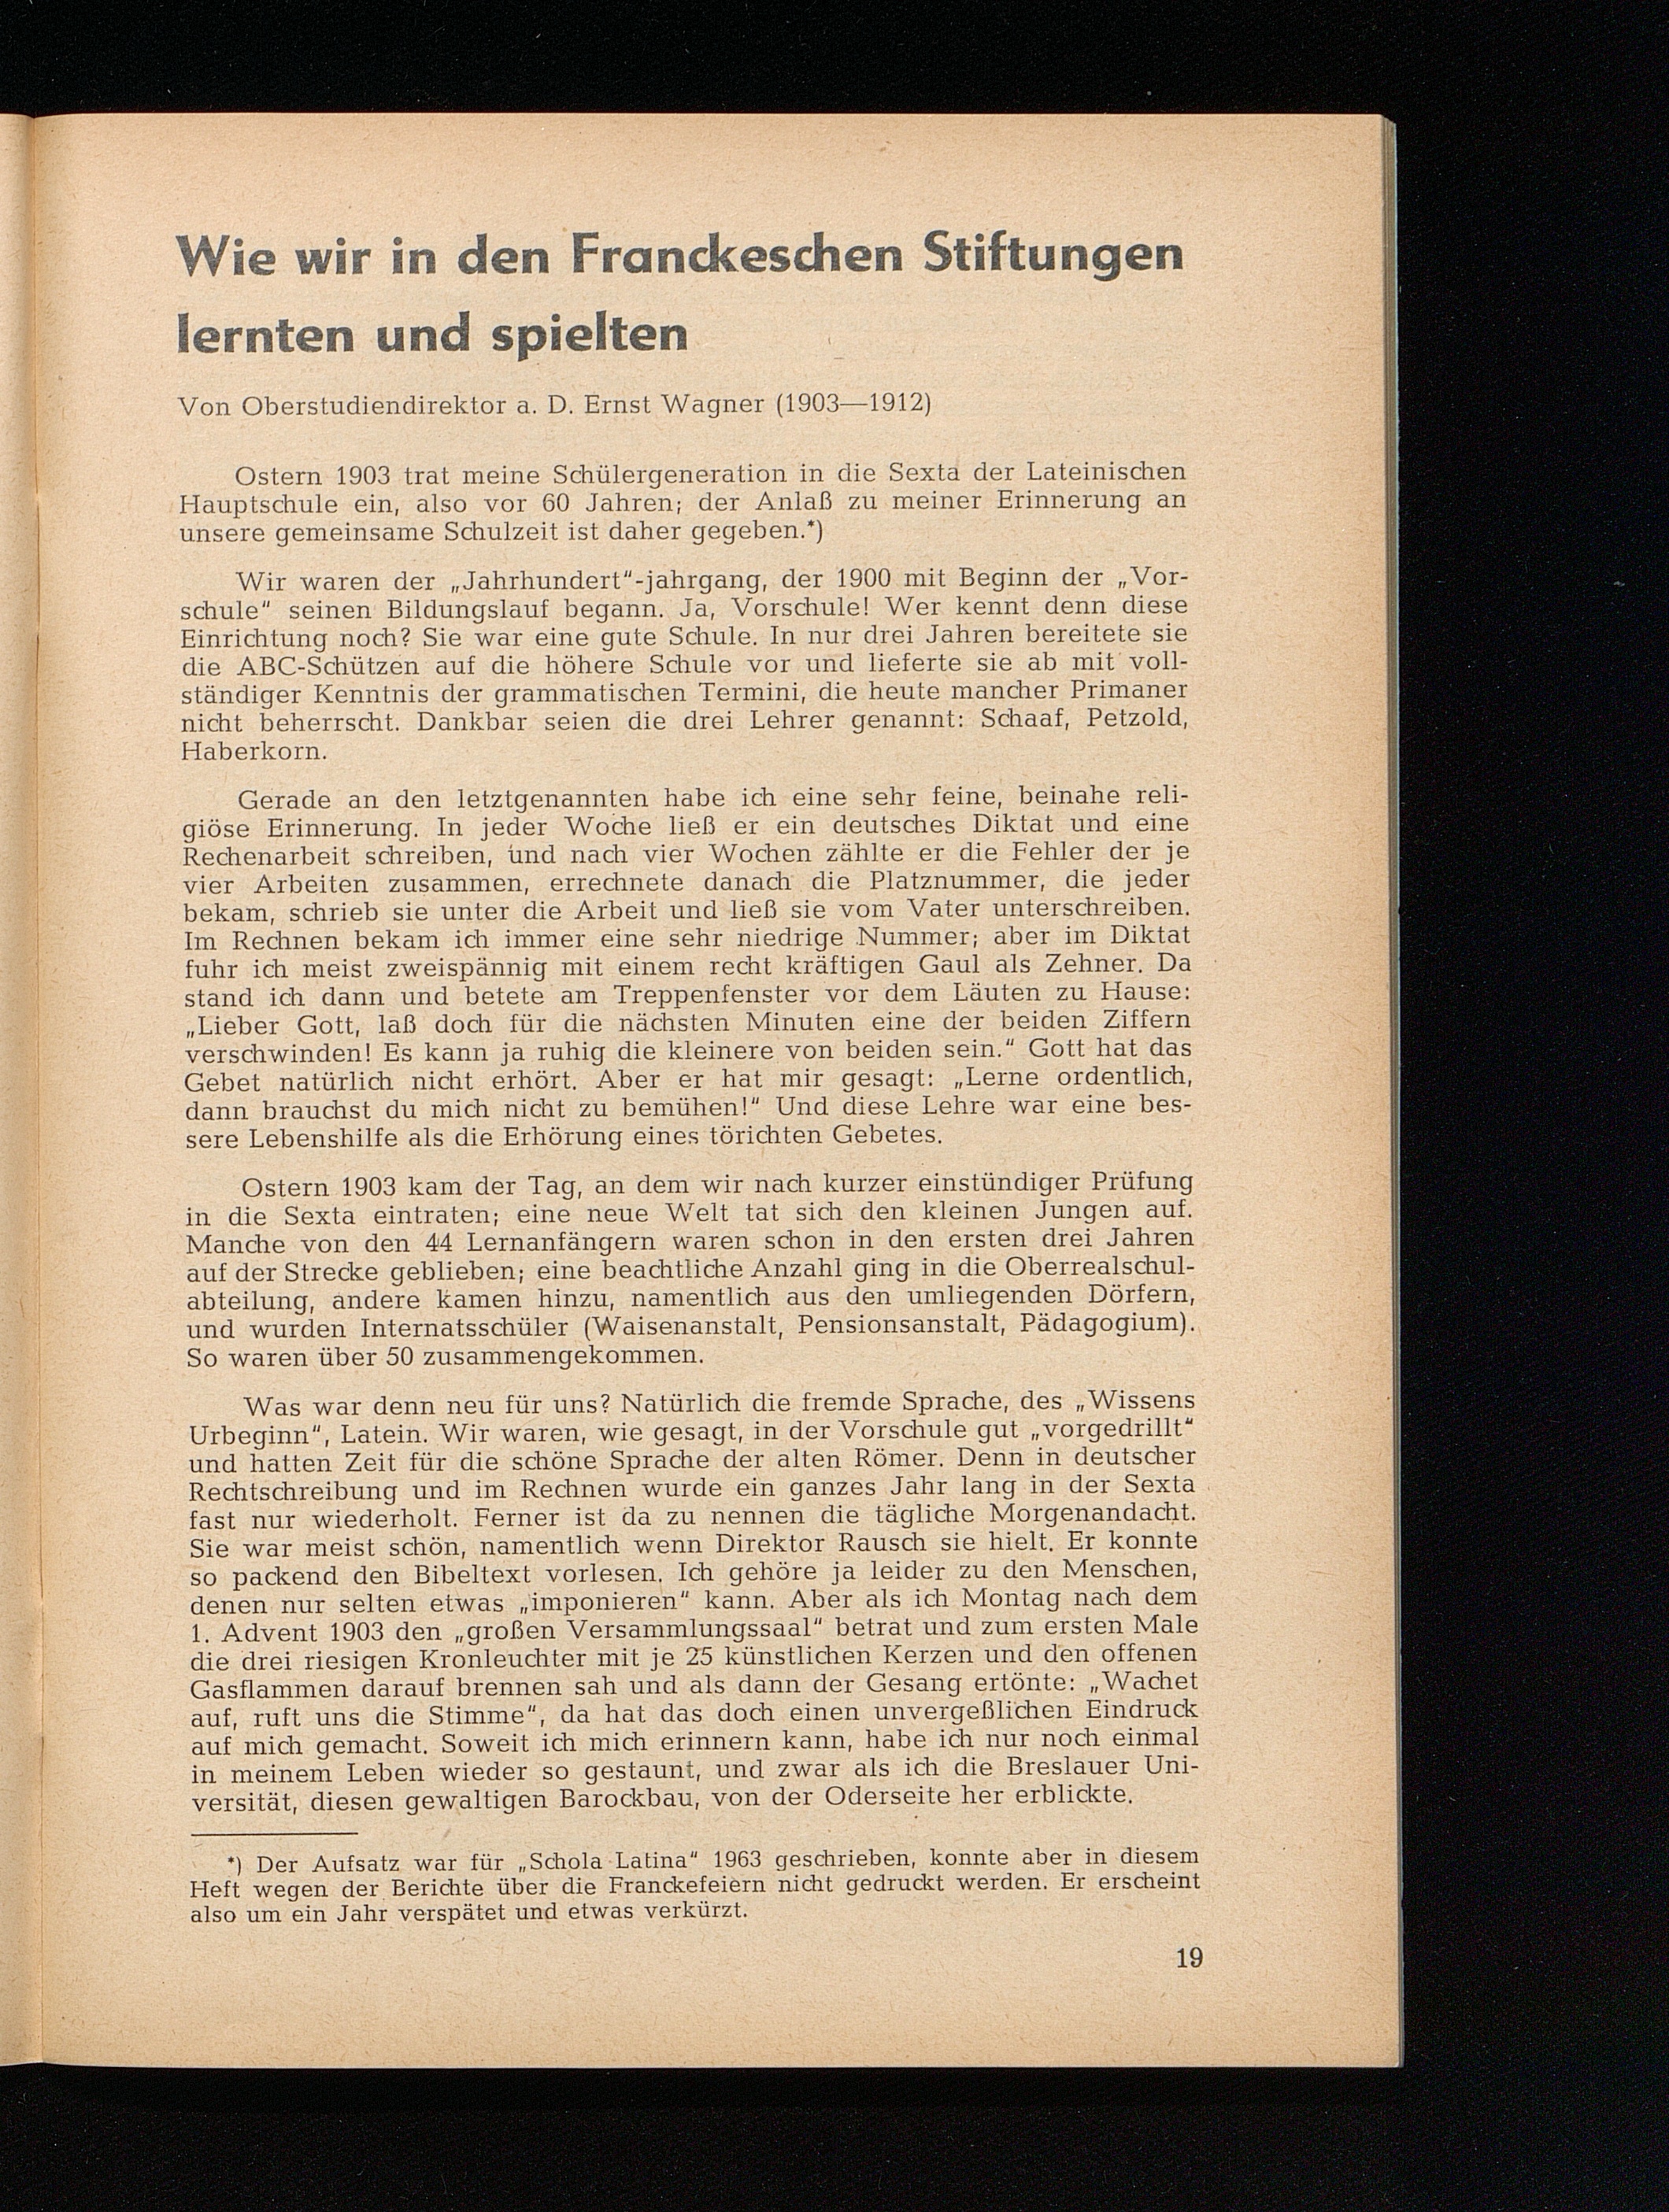 Wie wir in den Franckeschen Stiftungen
lernten und spielten
Von Oberstudiendirektor a. D. Ernst Wagner (1903—1912)
Ostern 1903 trat meine Schülergeneration in die Sexta der Lateinischen
Hauptschule ein, also vor 60 Jahren; der Anlaß zu meiner Erinnerung an
unsere gemeinsame Schulzeit ist daher gegeben.*)
Wir waren der „Jahrhundert“-jahrgang, der 1900 mit Beginn der „Vor-
schule“ seinen Bildungslauf begann. Ja, Vorschule! Wer kennt denn diese
Einrichtung noch? Sie war eine gute Schule. In nur drei Jahren bereitete sie
die ABC-Schützen auf die höhere Schule vor und lieferte sie ab mit voll-
ständiger Kenntnis der grammatischen Termini, die heute mancher Primaner
nicht beherrscht. Dankbar seien die drei Lehrer genannt: Schaaf, Petzold,
Haberkorn.
Gerade an den letztgenannten habe ich eine sehr feine, beinahe reli-
giöse Erinnerung. In jeder Woche ließ er ein deutsches Diktat und eine
Rechenarbeit schreiben, und nach vier Wochen zählte er die Fehler der je
vier Arbeiten zusammen, errechnete danach die Platznummer, die jeder
bekam, schrieb sie unter die Arbeit und ließ sie vom Vater unterschreiben.
Im Rechnen bekam ich immer eine sehr niedrige Nummer; aber im Diktat
fuhr ich meist zweispännig mit einem recht kräftigen Gaul als Zehner. Da
stand ich dann und betete am Treppenfenster vor dem Läuten zu Hause:
„Lieber Gott, laß doch für die nächsten Minuten eine der beiden Ziffern
verschwinden! Es kann ja ruhig die kleinere von beiden sein.“ Gott hat das
Gebet natürlich nicht erhört. Aber er hat mir gesagt: „Lerne ordentlich,
dann brauchst du mich nicht zu bemühen!“ Und diese Lehre war eine bes-
sere Lebenshilfe als die Erhörung eines törichten Gebetes.
Ostern 1903 kam der Tag, an dem wir nach kurzer einstündiger Prüfung
in die Sexta eintraten; eine neue Welt tat sich den kleinen Jungen auf.
Manche von den 44 Lernanfängern waren schon in den ersten drei Jahren
auf der Strecke geblieben; eine beachtliche Anzahl ging in die Oberrealschul-
abteilung, andere kamen hinzu, namentlich aus den umliegenden Dörfern,
und wurden Internatsschüler (Waisenanstalt, Pensionsanstalt, Pädagogium).
So waren über 50 zusammengekommen.
Was war denn neu für uns? Natürlich die fremde Sprache, des „Wissens
Urbeginn“, Latein. Wir waren, wie gesagt, in der Vorschule gut „vorgedrillt“
und hatten Zeit für die schöne Sprache der alten Römer. Denn in deutscher
Rechtschreibung und im Rechnen wurde ein ganzes Jahr lang in der Sexta
fast nur wiederholt. Ferner ist da zu nennen die tägliche Morgenandacht.
Sie war meist schön, namentlich wenn Direktor Rausch sie hielt. Er konnte
so packend den Bibeltext vorlesen. Ich gehöre ja leider zu den Menschen,
denen nur selten etwas „imponieren“ kann. Aber als ich Montag nach dem
1. Advent 1903 den „großen Versammlungssaal“ betrat und zum ersten Male
die drei riesigen Kronleuchter mit je 25 künstlichen Kerzen und den offenen
Gasflammen darauf brennen sah und als dann der Gesang ertönte: „Wachet
auf, ruft uns die Stimme“, da hat das doch einen unvergeßlichen Eindruck
auf mich gemacht. Soweit ich mich erinnern kann, habe ich nur noch einmal
in meinem Leben wieder so gestaunt, und zwar als ich die Breslauer Uni-
versität, diesen gewaltigen Barockbau, von der Oderseite her erblickte.
*) Der Aufsatz war für „Schola Latina“ 1963 geschrieben, konnte aber in diesem
Heft wegen der Berichte über die Franckefeiern nicht gedruckt werden. Er erscheint
also um ein Jahr verspätet und etwas verkürzt.
19